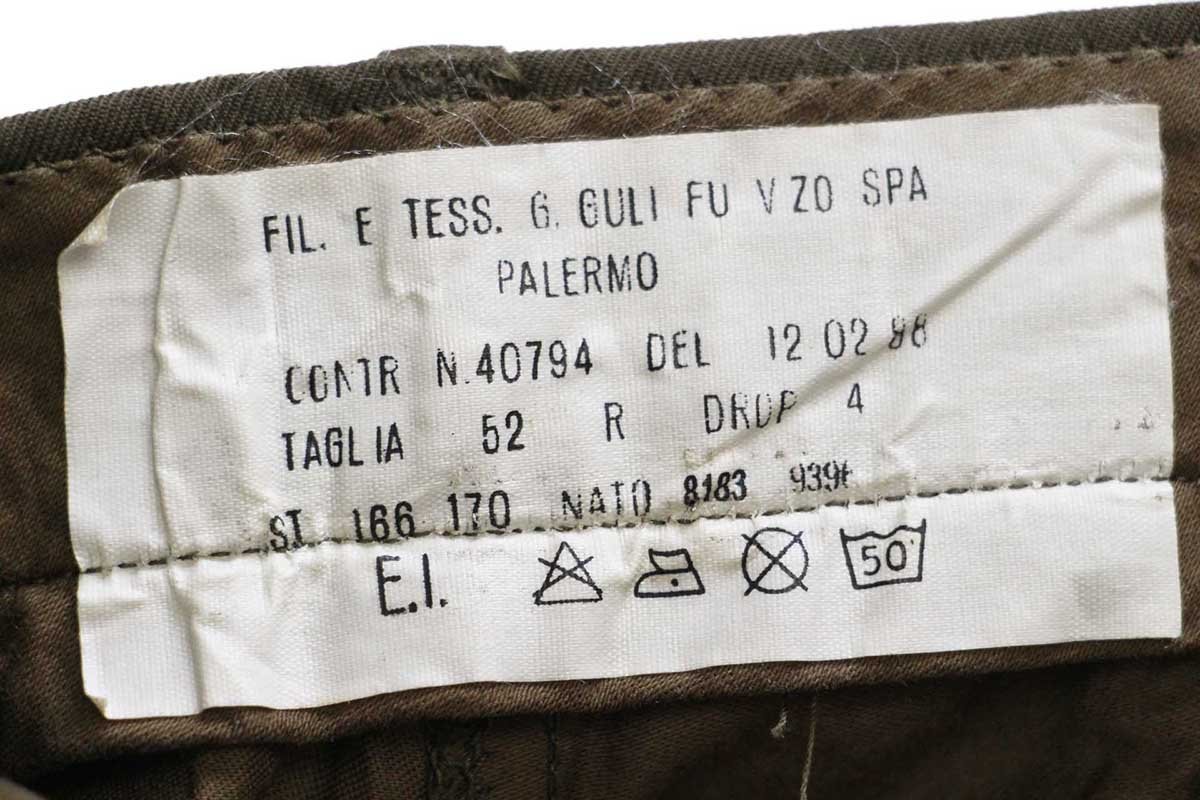 FIL. E TESS. G. GULI FU V ZO SPA
PALERMO
CONTR N.40794 DEL 12 02 98
TAGLIA 52 R DROP 4
ST. 166 170 NATO 8183 9396
E.I. 50